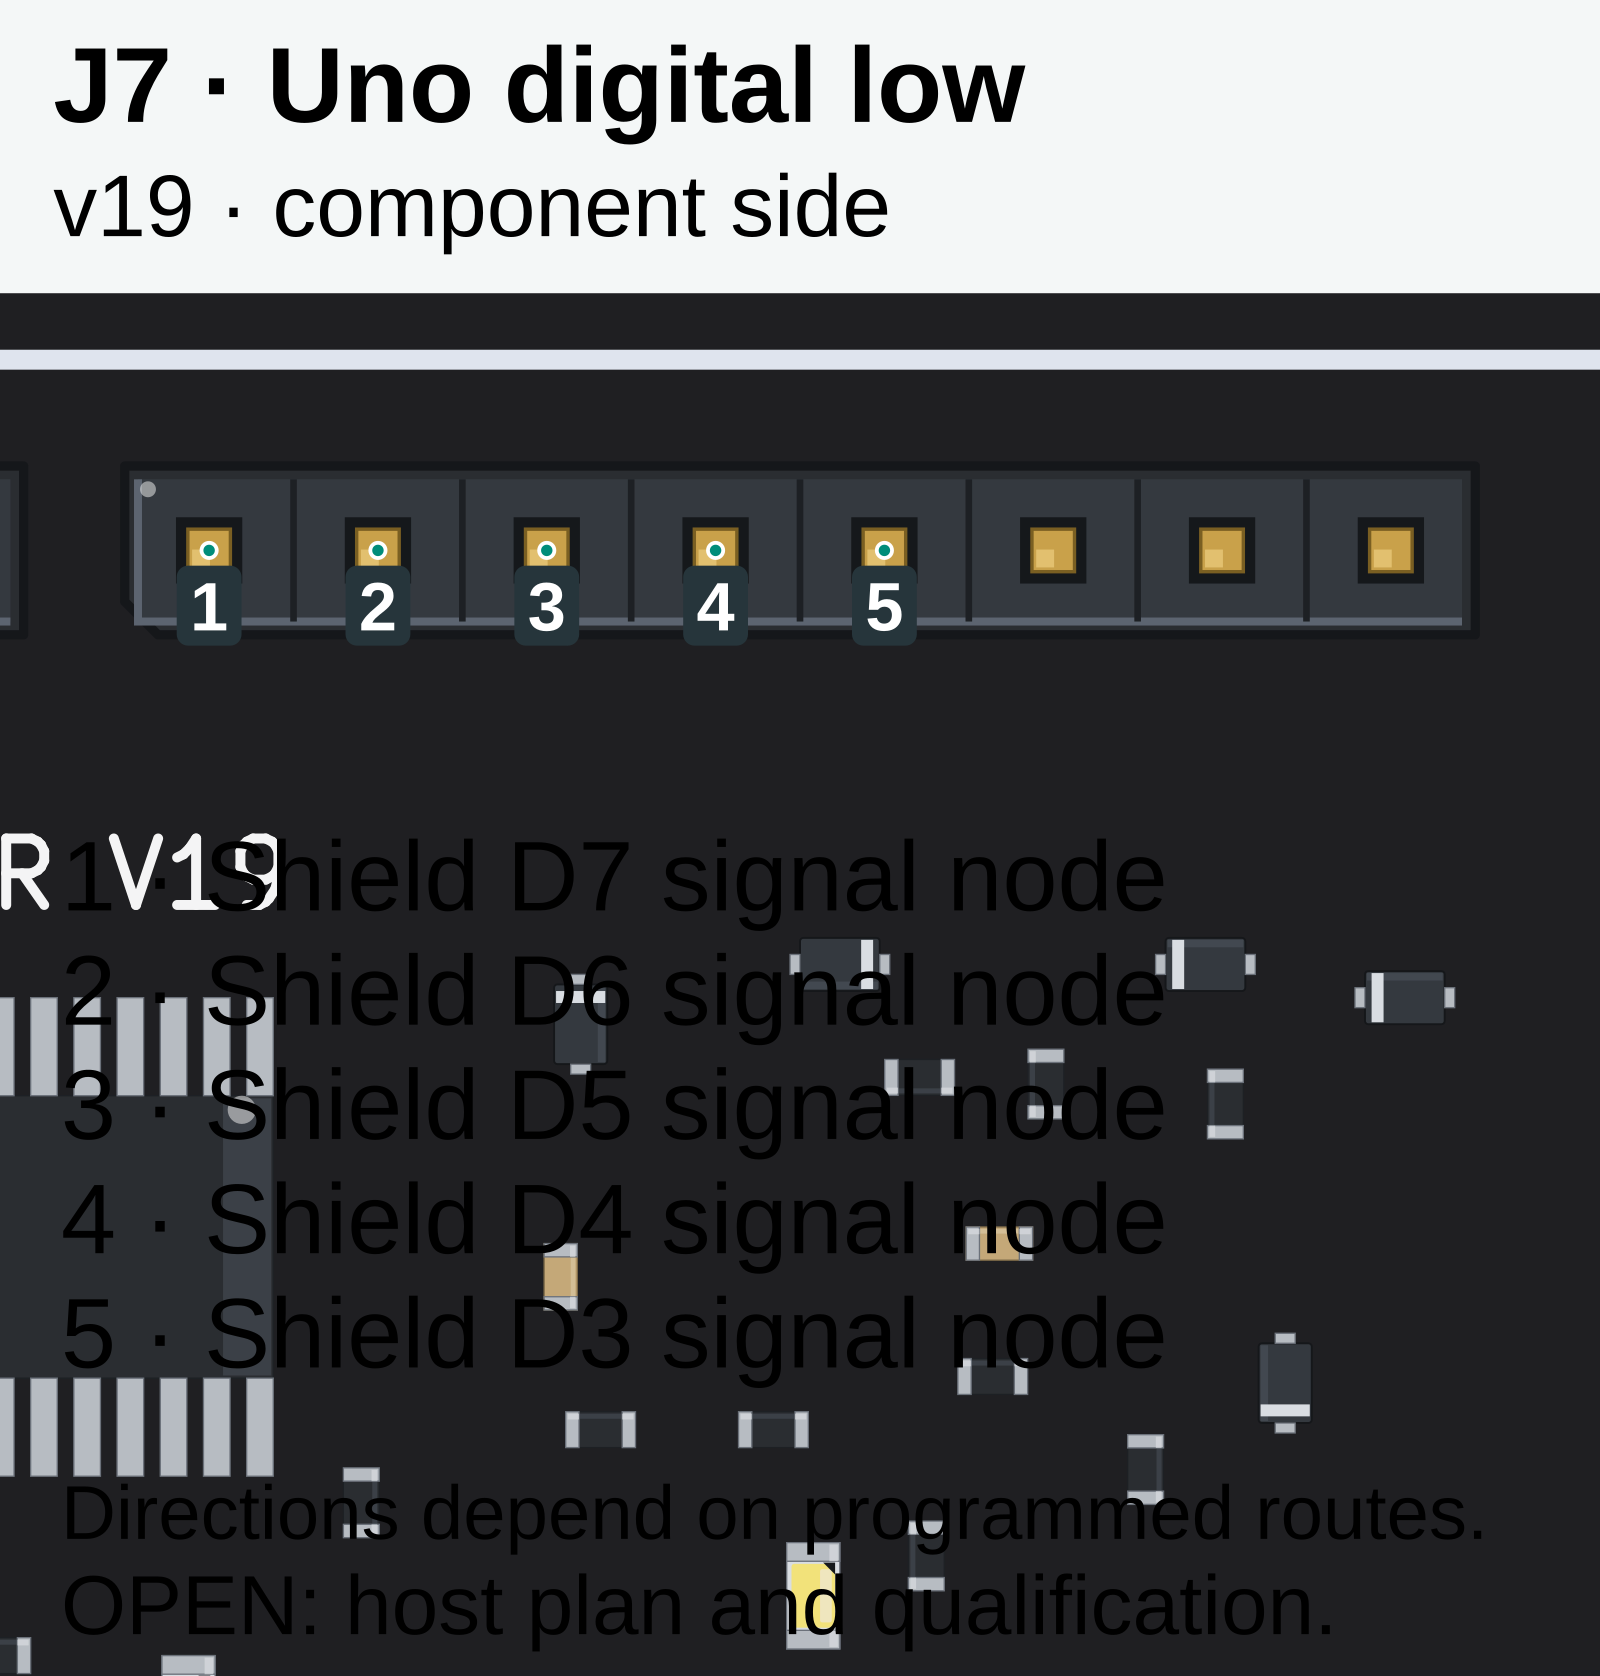 J7 · Uno digital low
v19 · component side
1 2 3 4 5
R V19
1 · Shield D7 signal node
2 · Shield D6 signal node
3 · Shield D5 signal node
4 · Shield D4 signal node
5 · Shield D3 signal node
Directions depend on programmed routes.
OPEN: host plan and qualification.